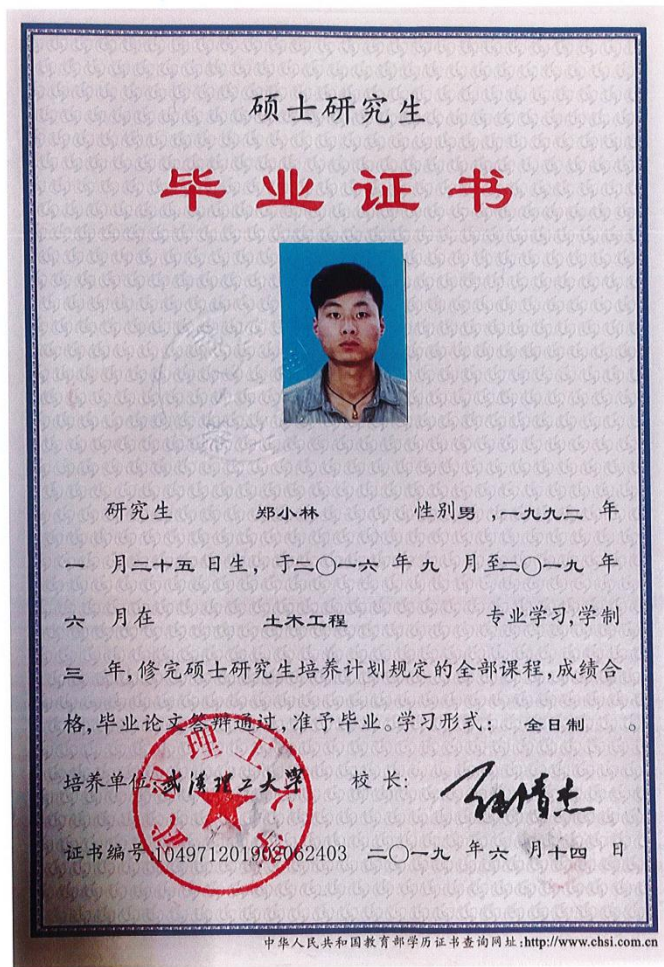 硕士研究生
毕业证书
研究生 郑小林 性别男,一九九二 年
一 月二十五日生,于二〇一六 年 九 月至二〇一九 年
六 月在 土木工程 专业学习,学制
三 年,修完硕士研究生培养计划规定的全部课程,成绩合
格,毕业论文答辩通过,准予毕业。学习形式: 全日制 。
培养单位:武汉理工大学 校 长:
证书编号:104971201902062403 二〇一九 年 六 月十四 日
武汉理工大学
中华人民共和国教育部学历证书查询网址:http://www.chsi.com.cn